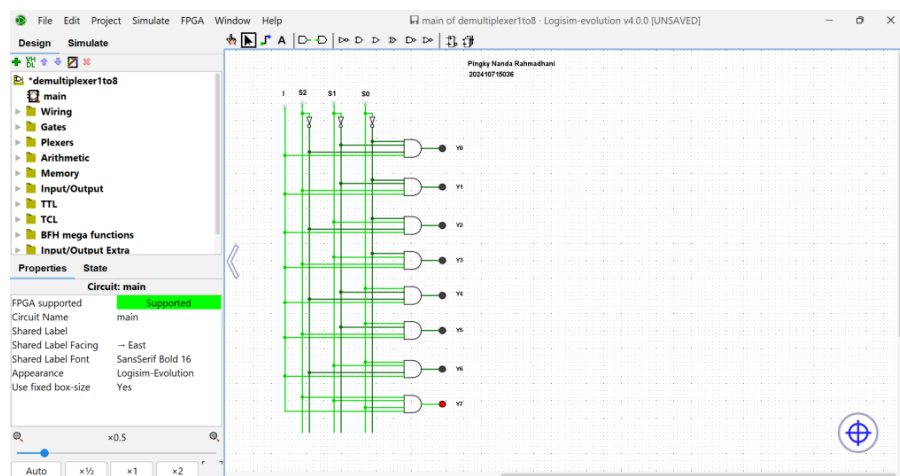 File Edit Project Simulate FPGA Window Help
main of demultiplexer1to8 · Logisim-evolution v4.0.0 [UNSAVED]
Design Simulate
A
VH
DL
*demultiplexer1to8
main
Wiring
Gates
Plexers
Arithmetic
Memory
Input/Output
TTL
TCL
BFH mega functions
Input/Output Extra
Properties State
Circuit: main
FPGA supported Supported
Circuit Name main
Shared Label
Shared Label Facing → East
Shared Label Font SansSerif Bold 16
Appearance Logisim-Evolution
Use fixed box-size Yes
×0.5
Auto ×½ ×1 ×2
Pingky Nanda Rahmadhani
202410715036
I S2 S1 S0
Y0
Y1
Y2
Y3
Y4
Y5
Y6
Y7